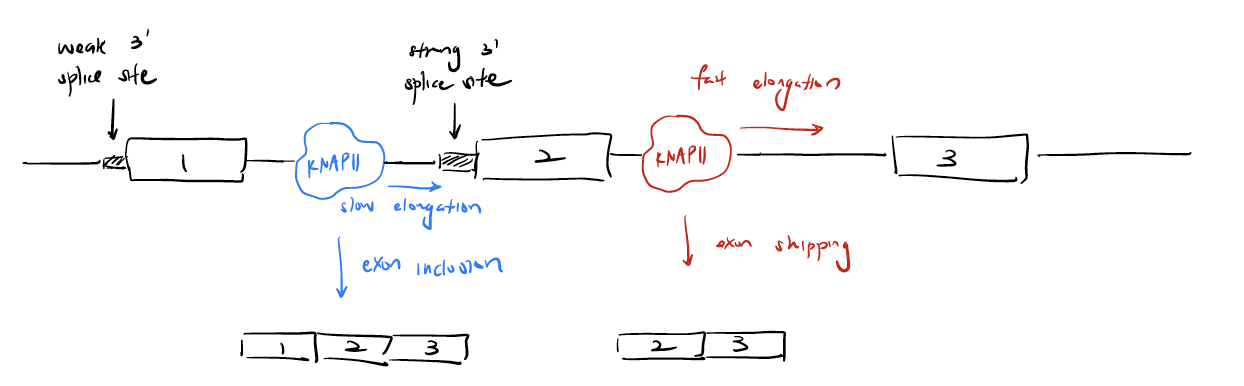 weak 3'
splice site
strong 3'
splice site
fast elongation
1
RNAPII
2
RNAPII
3
slow elongation
exon inclusion
exon skipping
1 2 3
2 3